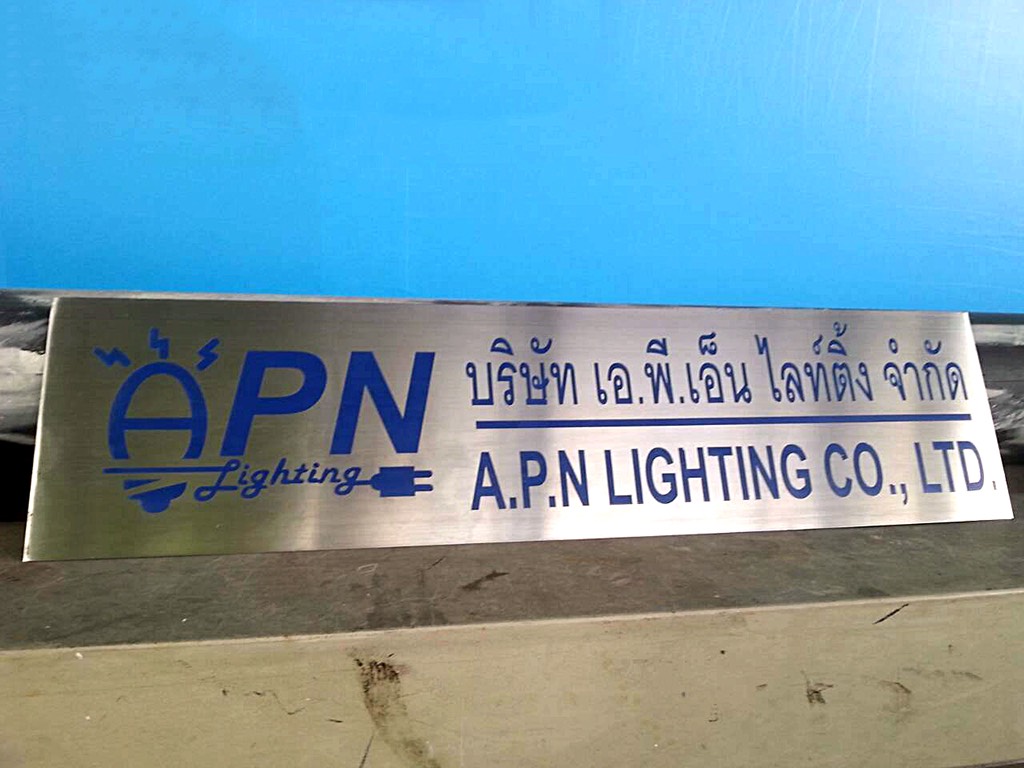 APN
Lighting
บริษัท เอ.พี.เอ็น ไลท์ติ้ง จำกัด
A.P.N LIGHTING CO., LTD.